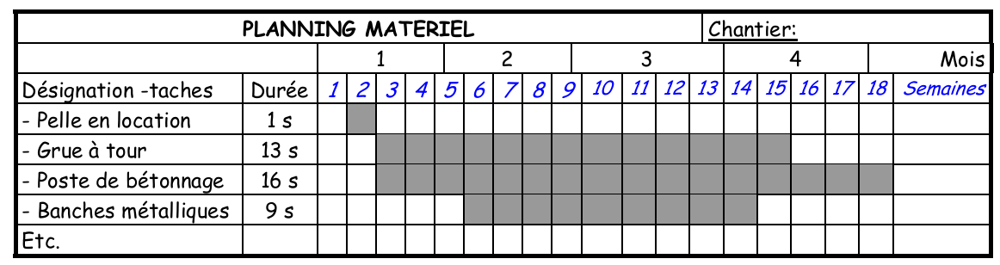 PLANNING MATERIEL Chantier:
1 2 3 4 Mois
Désignation -taches Durée 1 2 3 4 5 6 7 8 9 10 11 12 13 14 15 16 17 18 Semaines
- Pelle en location 1 s
- Grue à tour 13 s
- Poste de bétonnage 16 s
- Banches métalliques 9 s
Etc.